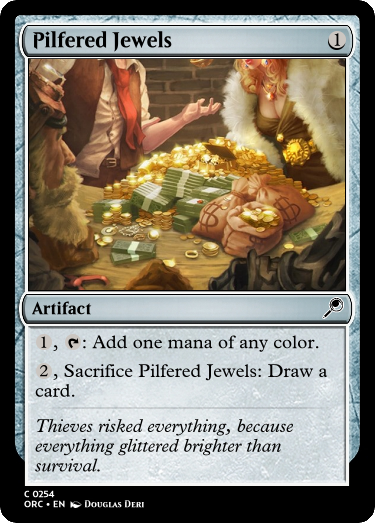 Pilfered Jewels 1
Artifact
1, : Add one mana of any color.
2, Sacrifice Pilfered Jewels: Draw a
card.
Thieves risked everything, because
everything glittered brighter than
survival.
C 0254
ORC • EN Douglas Deri